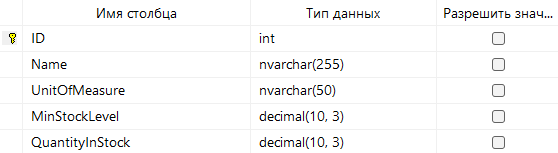 Имя столбца Тип данных Разрешить знач...
ID int
Name nvarchar(255)
UnitOfMeasure nvarchar(50)
MinStockLevel decimal(10, 3)
QuantityInStock decimal(10, 3)